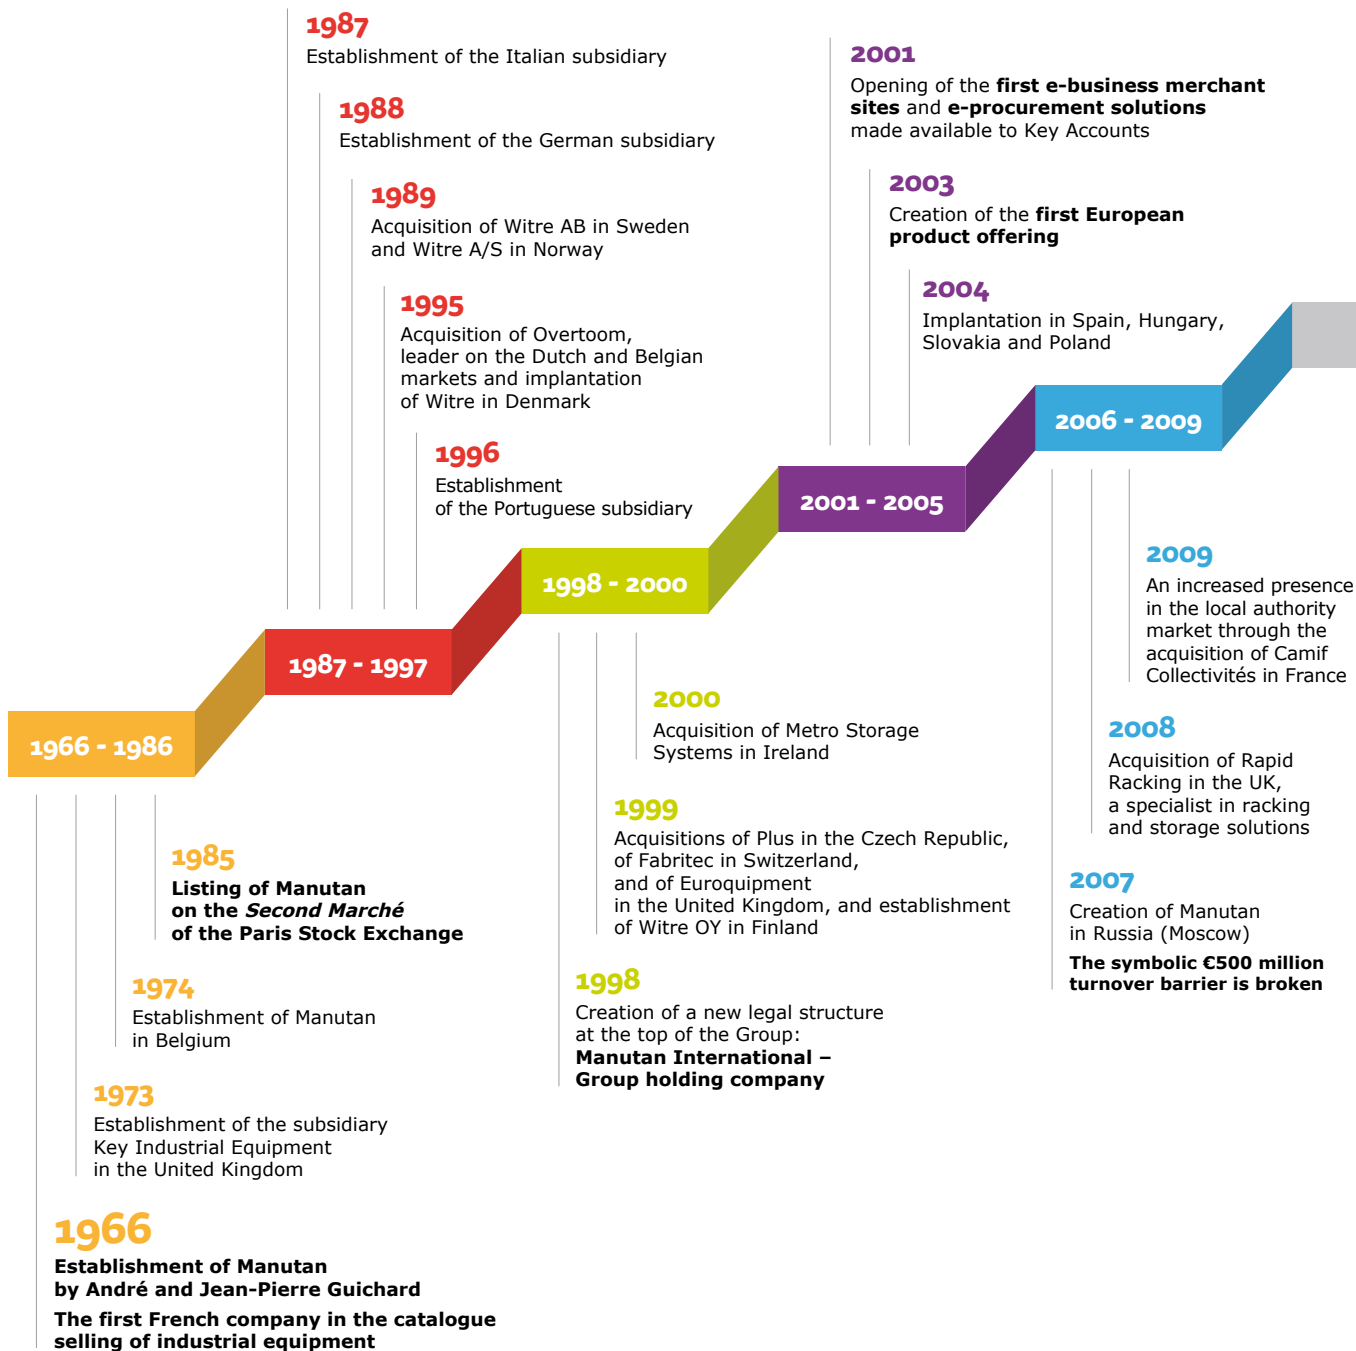 1987
Establishment of the Italian subsidiary
1988
Establishment of the German subsidiary
1989
Acquisition of Witre AB in Sweden
and Witre A/S in Norway
1995
Acquisition of Overtoom,
leader on the Dutch and Belgian
markets and implantation
of Witre in Denmark
1996
Establishment
of the Portuguese subsidiary
2001
Opening of the first e-business merchant
sites and e-procurement solutions
made available to Key Accounts
2003
Creation of the first European
product offering
2004
Implantation in Spain, Hungary,
Slovakia and Poland
2006 - 2009
2001 - 2005
1998 - 2000
1987 - 1997
1966 - 1986
2009
An increased presence
in the local authority
market through the
acquisition of Camif
Collectivités in France
2008
Acquisition of Rapid
Racking in the UK,
a specialist in racking
and storage solutions
2007
Creation of Manutan
in Russia (Moscow)
The symbolic €500 million
turnover barrier is broken
2000
Acquisition of Metro Storage
Systems in Ireland
1999
Acquisitions of Plus in the Czech Republic,
of Fabritec in Switzerland,
and of Euroquipment
in the United Kingdom, and establishment
of Witre OY in Finland
1998
Creation of a new legal structure
at the top of the Group:
Manutan International –
Group holding company
1985
Listing of Manutan
on the Second Marché
of the Paris Stock Exchange
1974
Establishment of Manutan
in Belgium
1973
Establishment of the subsidiary
Key Industrial Equipment
in the United Kingdom
1966
Establishment of Manutan
by André and Jean-Pierre Guichard
The first French company in the catalogue
selling of industrial equipment